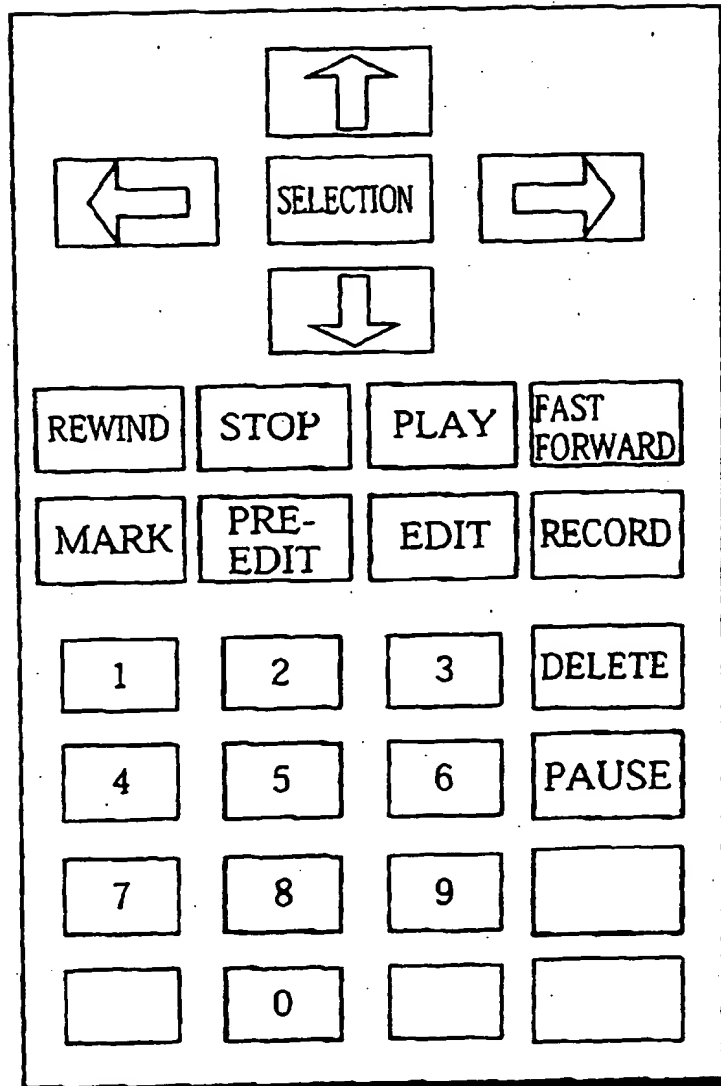 SELECTION
REWIND STOP PLAY FAST FORWARD
MARK PRE-EDIT EDIT RECORD
1 2 3 DELETE
4 5 6 PAUSE
7 8 9
0